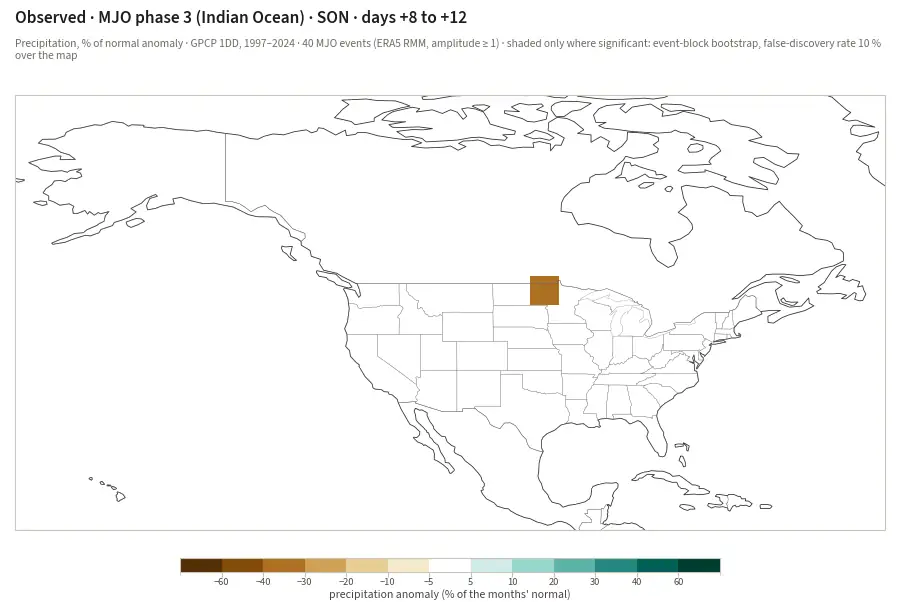 Observed · MJO phase 3 (Indian Ocean) · SON · days +8 to +12
Precipitation, % of normal anomaly · GPCP 1DD, 1997–2024 · 40 MJO events (ERA5 RMM, amplitude ≥ 1) · shaded only where significant: event-block bootstrap, false-discovery rate 10 %
over the map
−60 −40 −30 −20 −10 −5 5 10 20 30 40 60
precipitation anomaly (% of the months' normal)